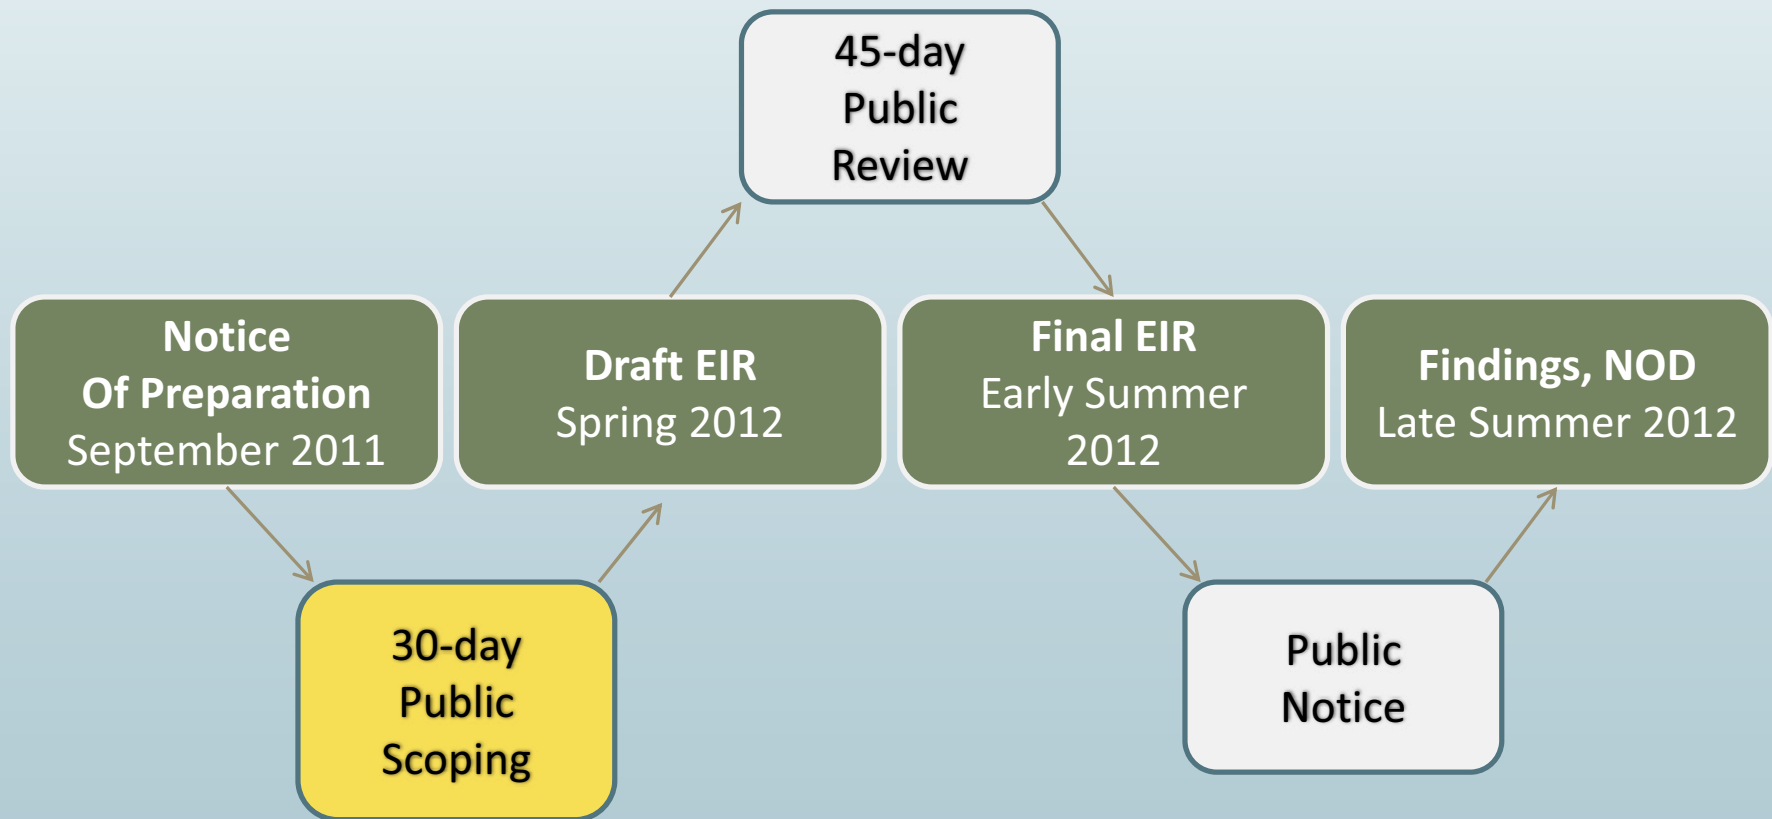 45-day
Public
Review
Notice
Of Preparation
September 2011
Draft EIR
Spring 2012
Final EIR
Early Summer
2012
Findings, NOD
Late Summer 2012
30-day
Public
Scoping
Public
Notice